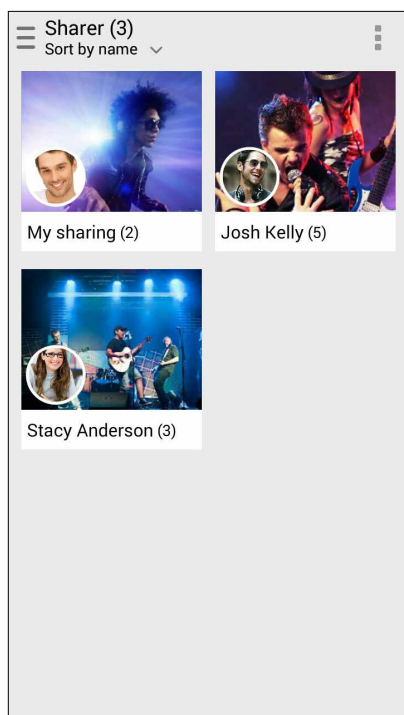 Sharer (3)
Sort by name
My sharing (2)
Josh Kelly (5)
Stacy Anderson (3)